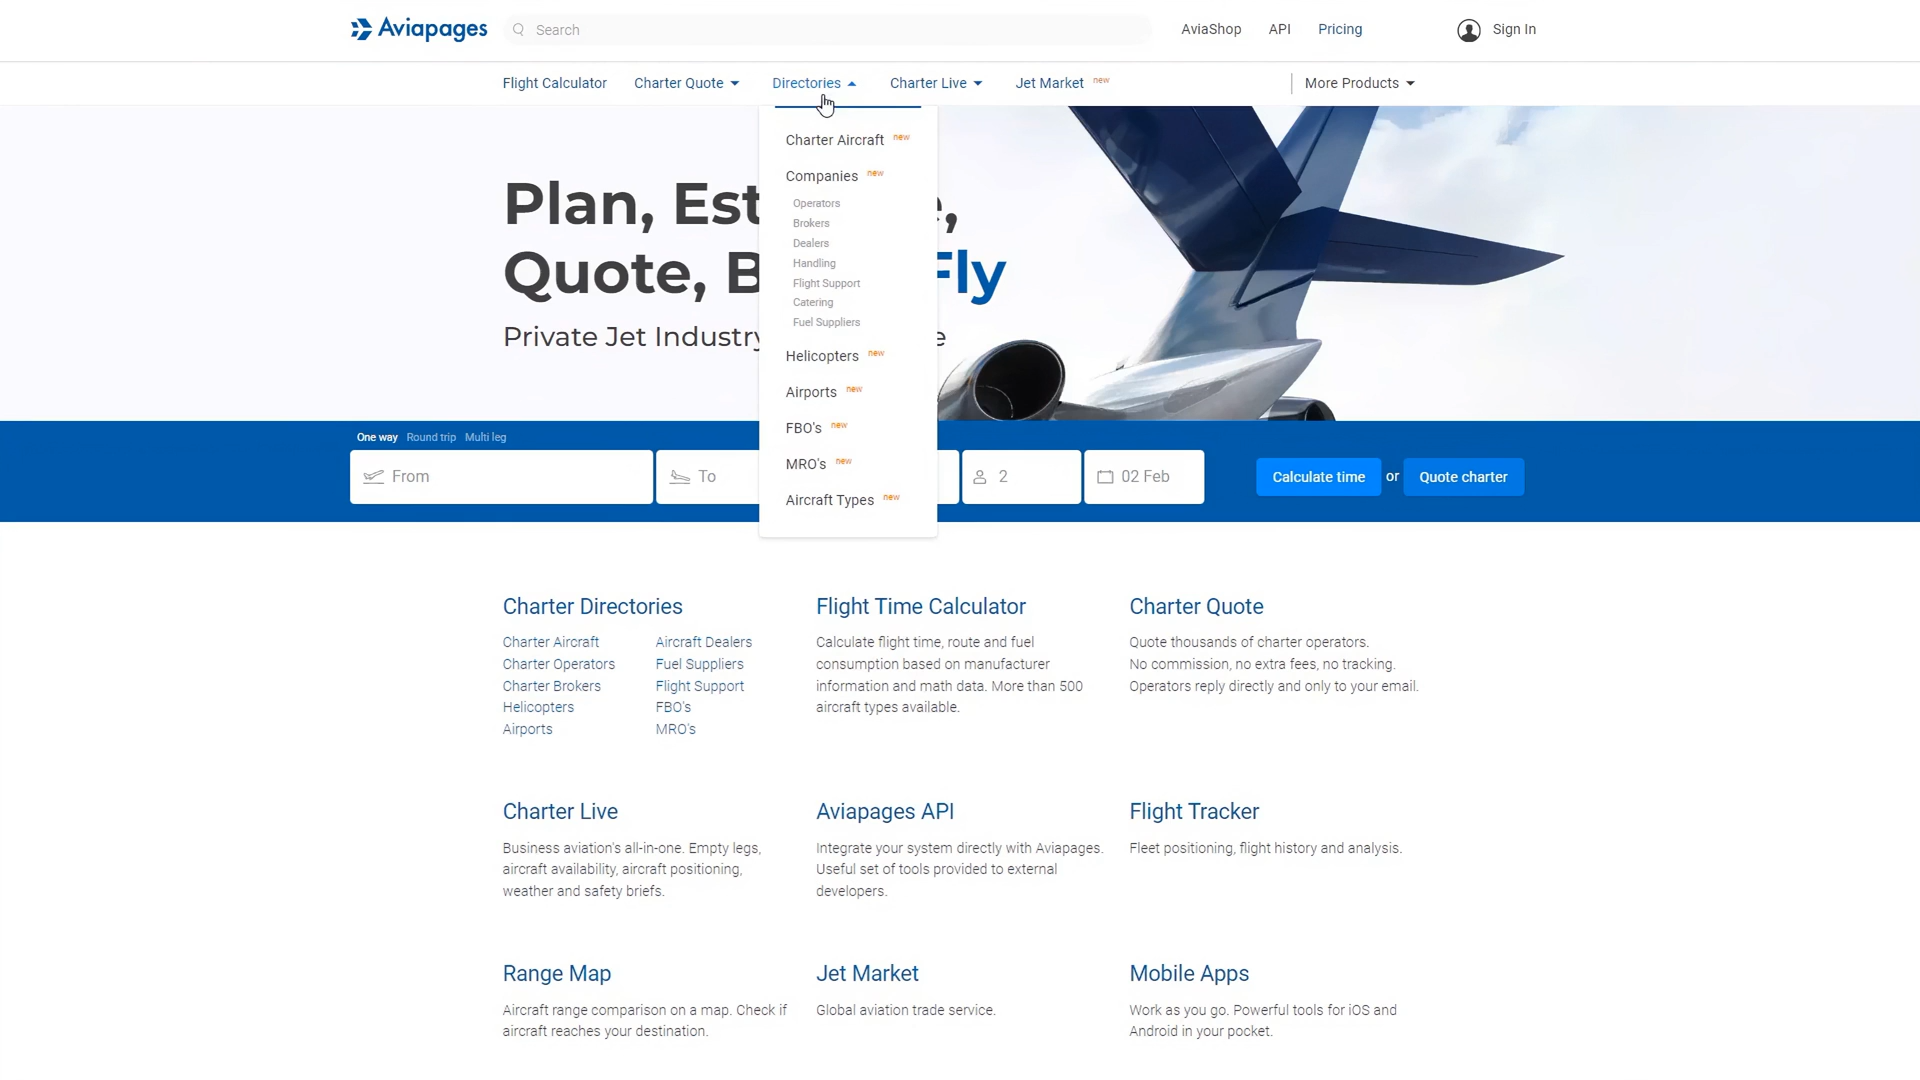 Aviapages
Search
AviaShop
API
Pricing
Sign In
Flight Calculator
Charter Quote
Directories
Charter Live
Jet Market new
More Products
Charter Aircraft new
Companies new
Operators
Brokers
Dealers
Handling
Flight Support
Catering
Fuel Suppliers
Helicopters new
Airports new
FBO's new
MRO's new
Aircraft Types new
Plan, Est
Quote, B Fly
Private Jet Industry
One way Round trip Multi leg
From
To
2
02 Feb
Calculate time
or
Quote charter
Charter Directories
Charter Aircraft
Charter Operators
Charter Brokers
Helicopters
Airports
Aircraft Dealers
Fuel Suppliers
Flight Support
FBO's
MRO's
Flight Time Calculator
Calculate flight time, route and fuel
consumption based on manufacturer
information and math data. More than 500
aircraft types available.
Charter Quote
Quote thousands of charter operators.
No commission, no extra fees, no tracking.
Operators reply directly and only to your email.
Charter Live
Business aviation's all-in-one. Empty legs,
aircraft availability, aircraft positioning,
weather and safety briefs.
Aviapages API
Integrate your system directly with Aviapages.
Useful set of tools provided to external
developers.
Flight Tracker
Fleet positioning, flight history and analysis.
Range Map
Aircraft range comparison on a map. Check if
aircraft reaches your destination.
Jet Market
Global aviation trade service.
Mobile Apps
Work as you go. Powerful tools for iOS and
Android in your pocket.